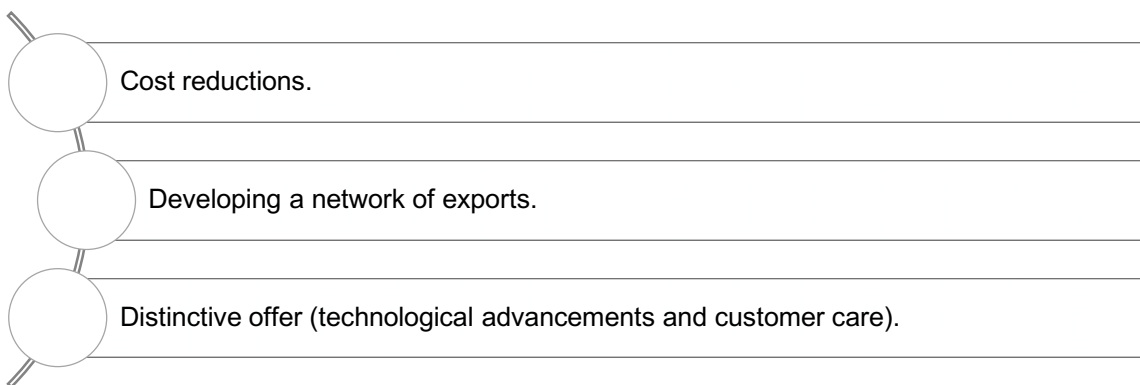 Cost reductions.
Developing a network of exports.
Distinctive offer (technological advancements and customer care).